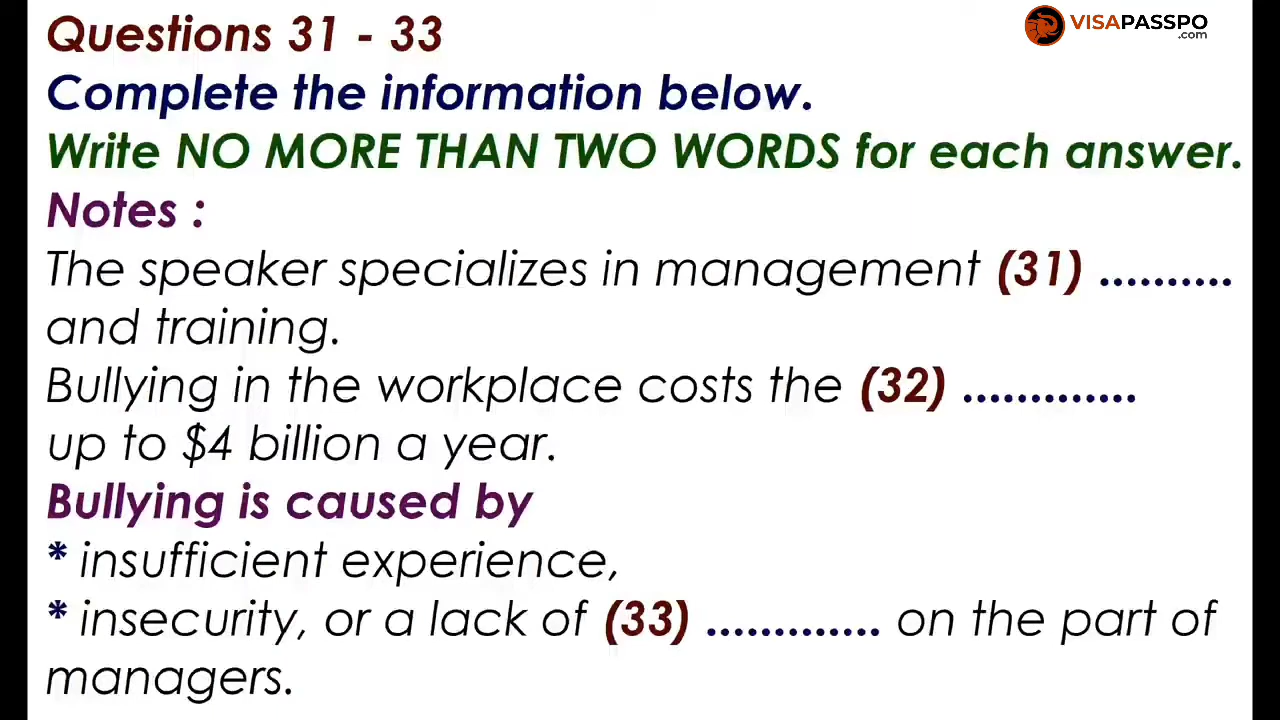 Questions 31 - 33
VISAPASSPO
.com
Complete the information below.
Write NO MORE THAN TWO WORDS for each answer.
Notes :
The speaker specializes in management (31) ..........
and training.
Bullying in the workplace costs the (32) .............
up to $4 billion a year.
Bullying is caused by
* insufficient experience,
* insecurity, or a lack of (33) ............. on the part of
managers.